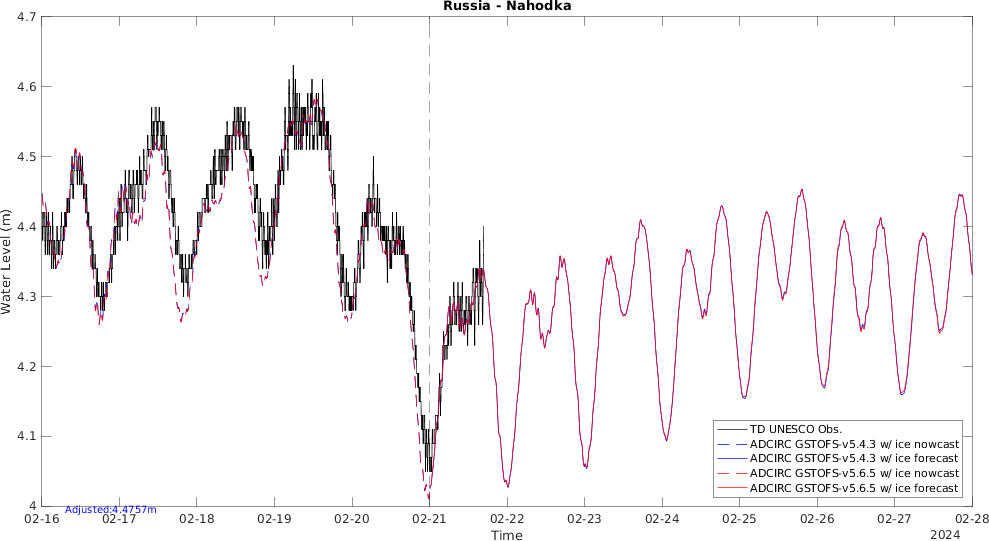 Russia - Nahodka
Water Level (m)
4.7
4.6
4.5
4.4
4.3
4.2
4.1
4
TD UNESCO Obs.
ADCIRC GSTOFS-v5.4.3 w/ ice nowcast
ADCIRC GSTOFS-v5.4.3 w/ ice forecast
ADCIRC GSTOFS-v5.6.5 w/ ice nowcast
ADCIRC GSTOFS-v5.6.5 w/ ice forecast
Adjusted:4.4757m
02-16 02-17 02-18 02-19 02-20 02-21 02-22 02-23 02-24 02-25 02-26 02-27 02-28
Time
2024